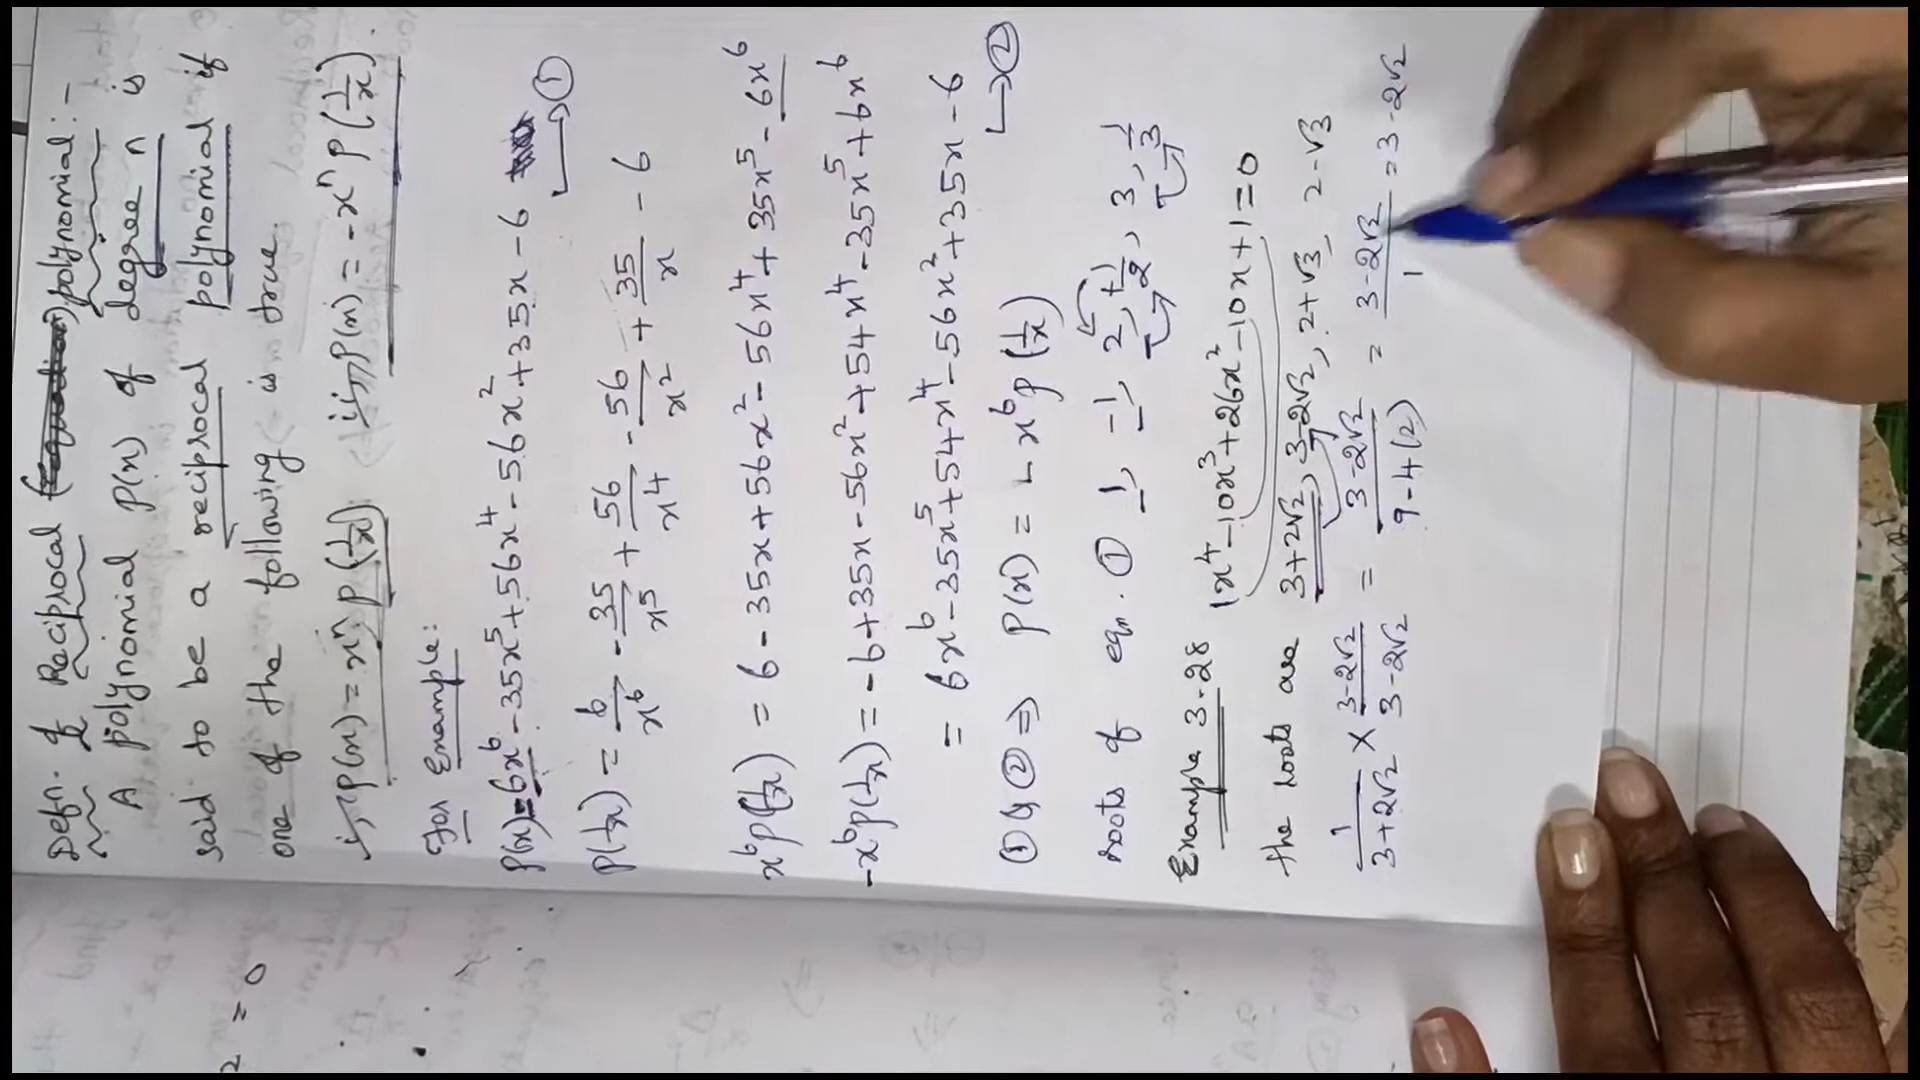 Defn. of Reciprocal polynomial:-
A polynomial P(x) of degree n is
said to be a reciprocal polynomial if
one of the following is true.
i, P(x) = xⁿ P(1/x) ii, P(x) = -xⁿ P(1/x).
For Example:
P(x) = 6x⁶ - 35x⁵ + 56x⁴ - 56x² + 35x - 6 → ①
P(1/x) = 6/x⁶ - 35/x⁵ + 56/x⁴ - 56/x² + 35/x - 6
x⁶P(1/x) = 6 - 35x + 56x² - 56x⁴ + 35x⁵ - 6x⁶
-x⁶P(1/x) = -6 + 35x - 56x² + 54x⁴ - 35x⁵ + 6x⁶
= 6x⁶ - 35x⁵ + 54x⁴ - 56x² + 35x - 6 → ②
① & ② ⇒ P(x) = - x⁶ P(1/x)
roots of eqn. ① 1, -1, 2, 1/2, 3, 1/3
Example 3.28 1x⁴ - 10x³ + 26x² - 10x + 1 = 0
the roots are 3+2√2, 3-2√2, 2+√3, 2-√3
1/(3+2√2) × (3-2√2)/(3-2√2) = (3-2√2)/(9-4(2)) = (3-2√2)/1 = 3-2√2
2 = 0